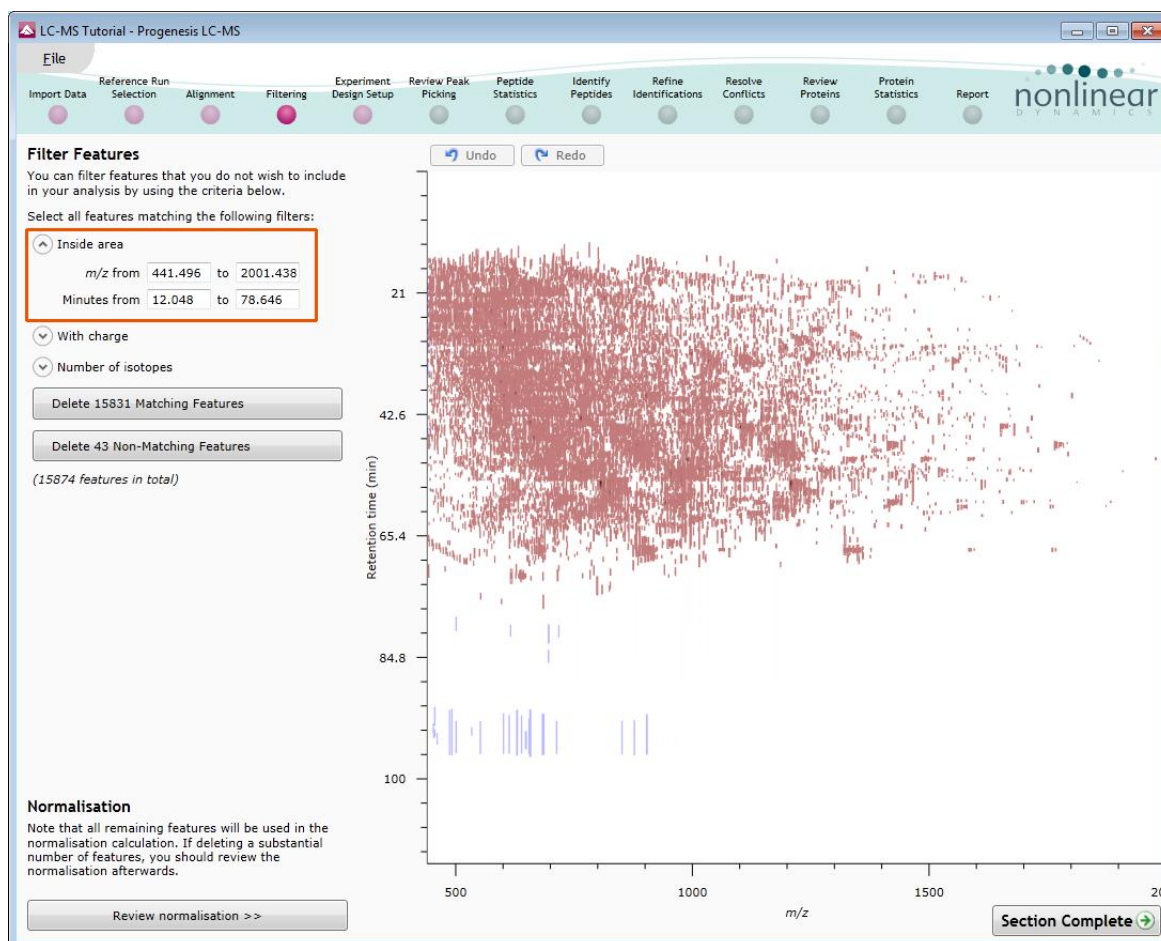 LC-MS Tutorial - Progenesis LC-MS
File
Import Data
Reference Run
Selection
Alignment
Filtering
Experiment
Design Setup
Review Peak
Picking
Peptide
Statistics
Identify
Peptides
Refine
Identifications
Resolve
Conflicts
Review
Proteins
Protein
Statistics
Report
nonlinear
DYNAMICS
Filter Features
You can filter features that you do not wish to include
in your analysis by using the criteria below.
Select all features matching the following filters:
Inside area
m/z from 441.496 to 2001.438
Minutes from 12.048 to 78.646
With charge
Number of isotopes
Delete 15831 Matching Features
Delete 43 Non-Matching Features
(15874 features in total)
Normalisation
Note that all remaining features will be used in the
normalisation calculation. If deleting a substantial
number of features, you should review the
normalisation afterwards.
Review normalisation >>
Undo
Redo
Retention time (min)
21
42.6
65.4
84.8
100
500
1000
1500
20
m/z
Section Complete